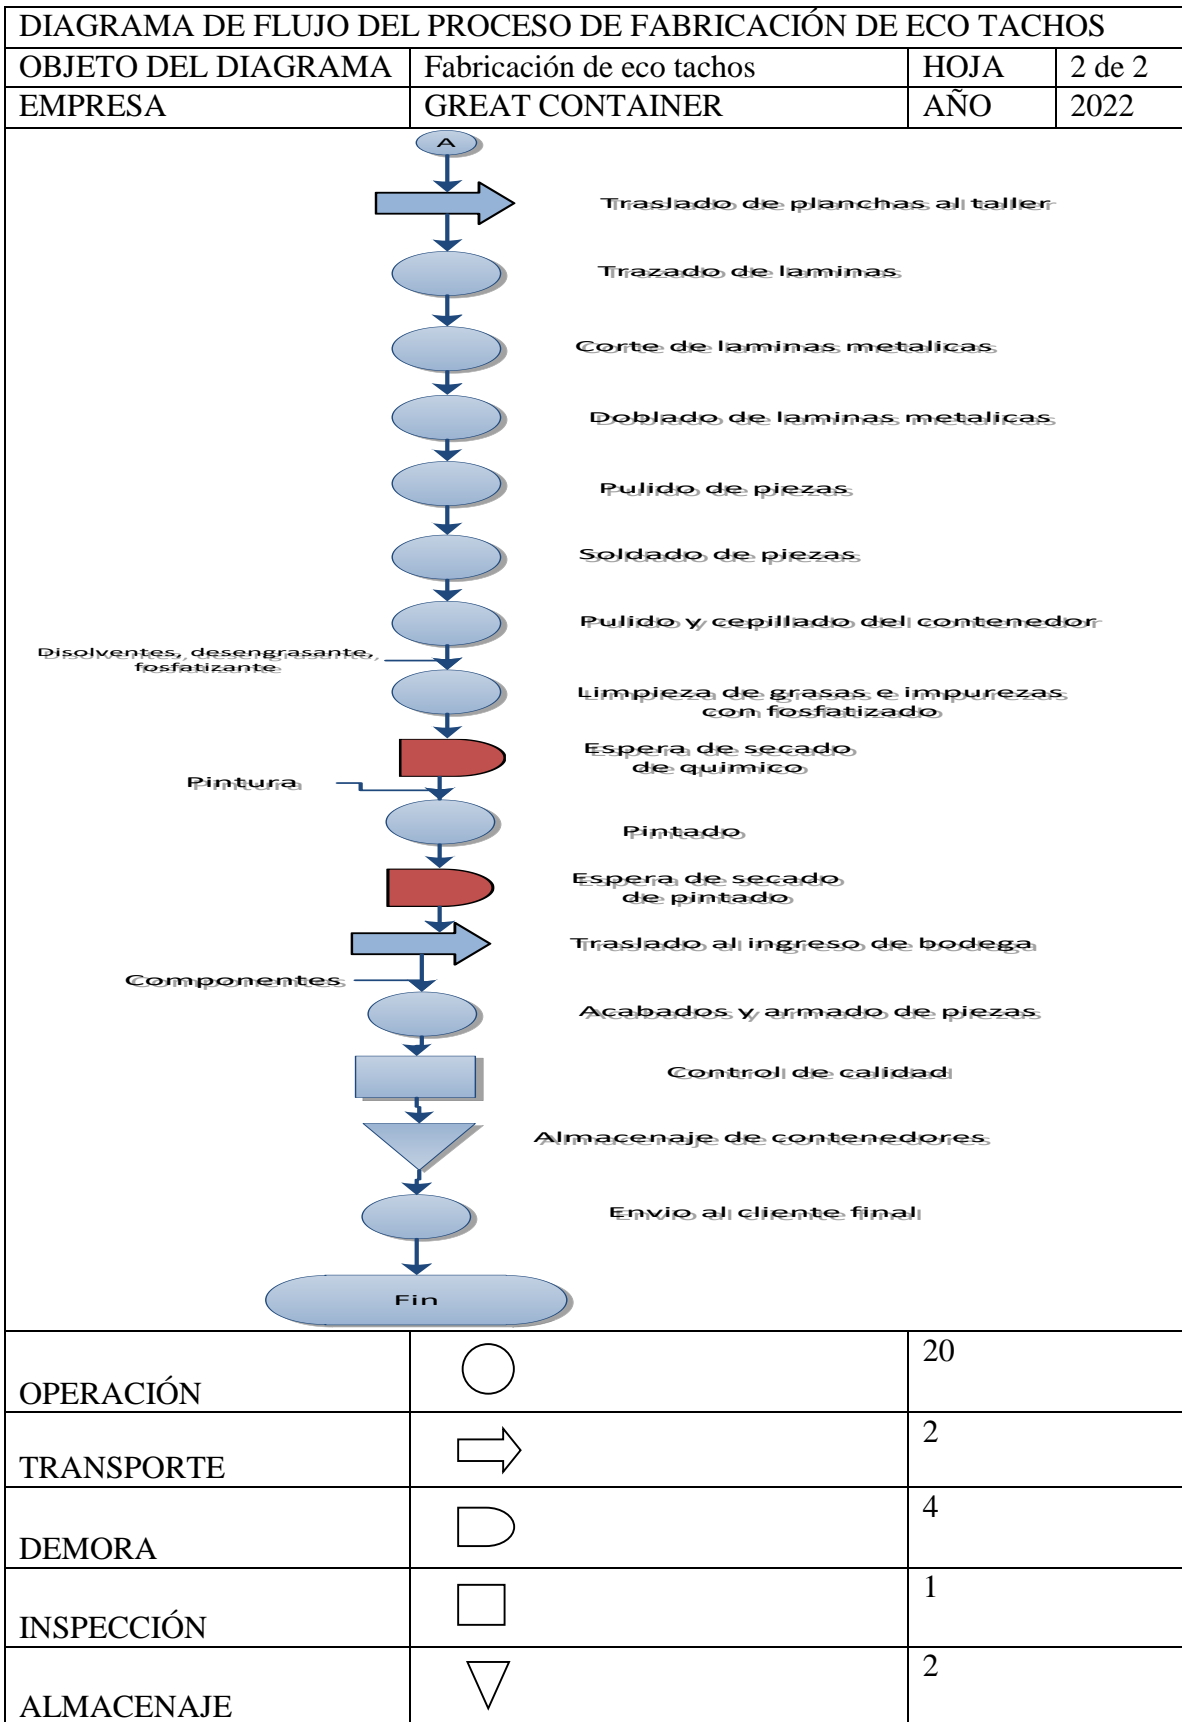 DIAGRAMA DE FLUJO DEL PROCESO DE FABRICACIÓN DE ECO TACHOS
OBJETO DEL DIAGRAMA Fabricación de eco tachos HOJA 2 de 2
EMPRESA GREAT CONTAINER AÑO 2022
A
Traslado de planchas al taller
Trazado de laminas
Corte de laminas metalicas
Doblado de laminas metalicas
Pulido de piezas
Soldado de piezas
Pulido y cepillado del contenedor
Disolventes, desengrasante,
fosfatizante
Limpieza de grasas e impurezas
con fosfatizado
Espera de secado
de quimico
Pintura
Pintado
Espera de secado
de pintado
Traslado al ingreso de bodega
Componentes
Acabados y armado de piezas
Control de calidad
Almacenaje de contenedores
Envio al cliente final
Fin
OPERACIÓN 20
TRANSPORTE 2
DEMORA 4
INSPECCIÓN 1
ALMACENAJE 2